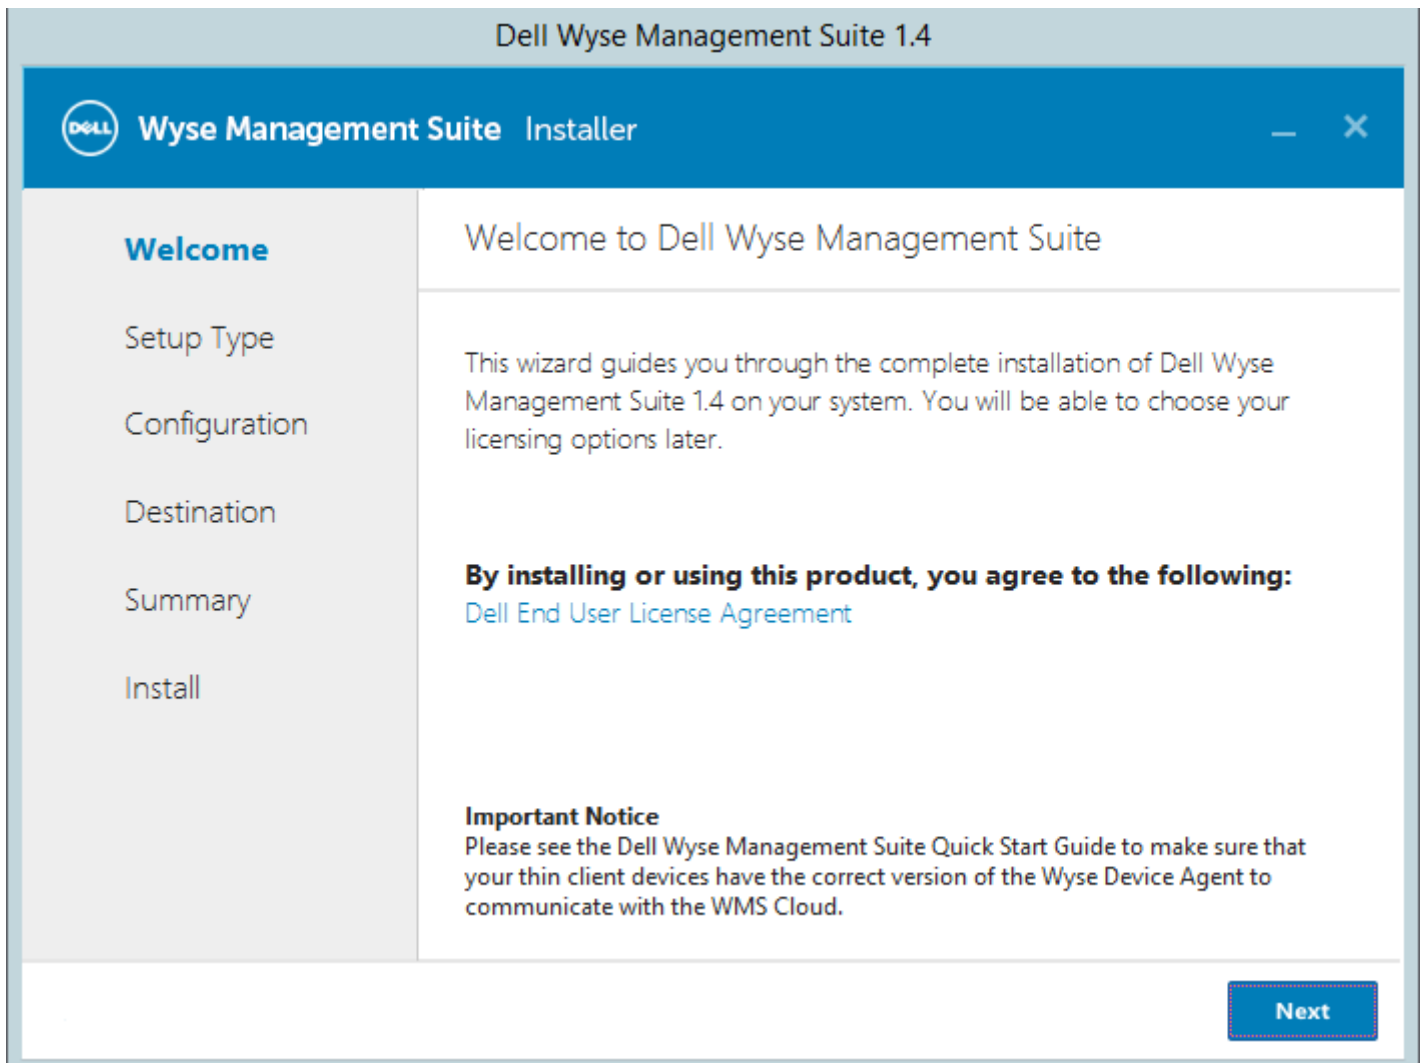 Dell Wyse Management Suite 1.4
DELL Wyse Management Suite Installer
Welcome
Setup Type
Configuration
Destination
Summary
Install
Welcome to Dell Wyse Management Suite
This wizard guides you through the complete installation of Dell Wyse
Management Suite 1.4 on your system. You will be able to choose your
licensing options later.
By installing or using this product, you agree to the following:
Dell End User License Agreement
Important Notice
Please see the Dell Wyse Management Suite Quick Start Guide to make sure that
your thin client devices have the correct version of the Wyse Device Agent to
communicate with the WMS Cloud.
Next